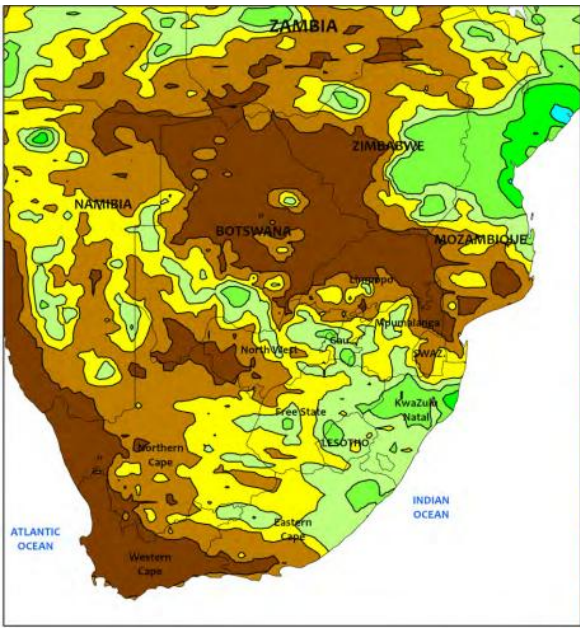 ZAMBIA
ZIMBABWE
NAMIBIA
BOTSWANA
MOZAMBIQUE
Limpopo
Mpumalanga
Gau
North West
SWAZ.
KwaZulu
Natal
Free State
LESOTHO
Northern
Cape
INDIAN
OCEAN
Eastern
Cape
ATLANTIC
OCEAN
Western
Cape